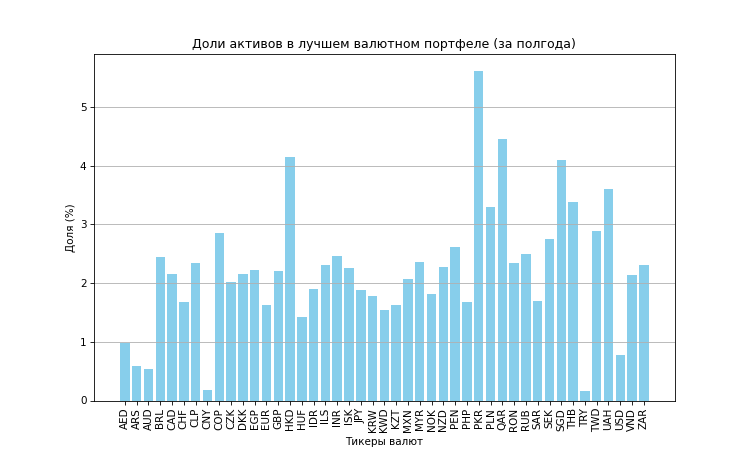 Доли активов в лучшем валютном портфеле (за полгода)
Доля (%)
5
4
3
2
1
0
AED ARS AUD BRL CAD CHF CLP CNY COP CZK DKK EGP EUR GBP HKD HUF IDR ILS INR ISK JPY KRW KWD KZT MXN MYR NOK NZD PEN PHP PKR PLN QAR RON RUB SAR SEK SGD THB TRY TWD UAH USD VND ZAR
Тикеры валют